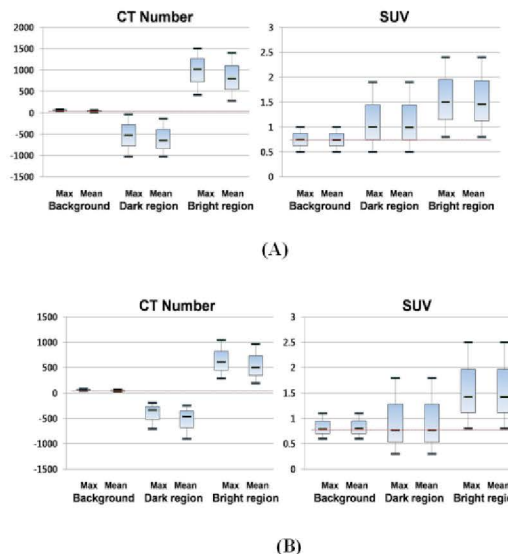 CT Number
SUV
2000
1500
1000
500
0
-500
-1000
-1500
3
2.5
2
1.5
1
0.5
0
Max Mean Max Mean Max Mean
Background Dark region Bright region
Max Mean Max Mean Max Mean
Background Dark region Bright region
(A)
CT Number
SUV
1500
1000
500
0
-500
-1000
-1500
3
2.5
2
1.5
1
0.5
0
Max Mean Max Mean Max Mean
Background Dark region Bright region
Max Mean Max Mean Max Mean
Background Dark region Bright region
(B)